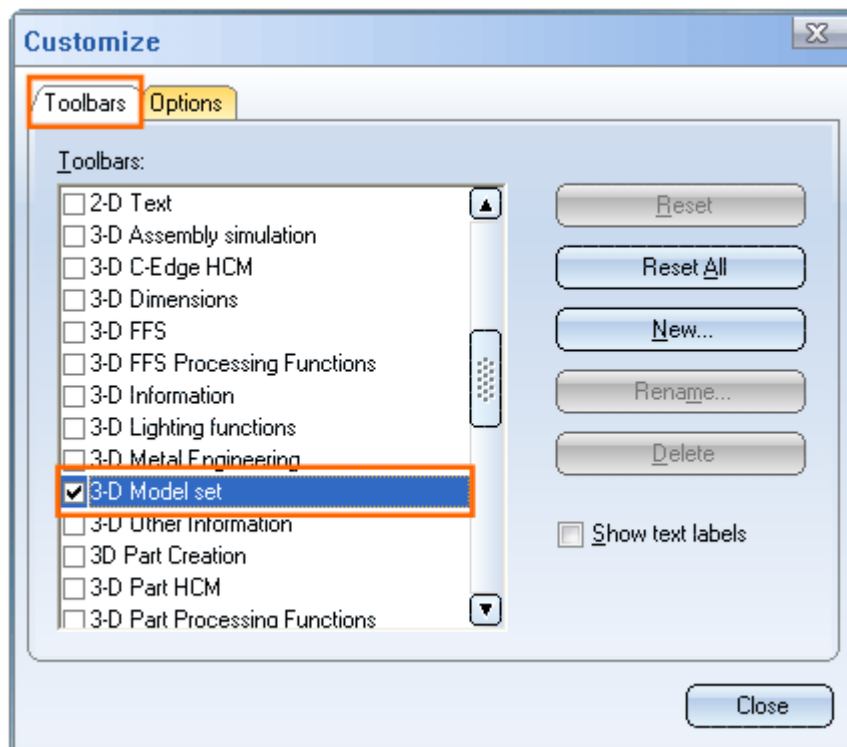 Customize
Toolbars Options
Toolbars:
2-D Text
3-D Assembly simulation
3-D C-Edge HCM
3-D Dimensions
3-D FFS
3-D FFS Processing Functions
3-D Information
3-D Lighting functions
3-D Metal Engineering
3-D Model set
3-D Other Information
3D Part Creation
3-D Part HCM
3-D Part Processing Functions
Reset
Reset All
New...
Rename...
Delete
Show text labels
Close